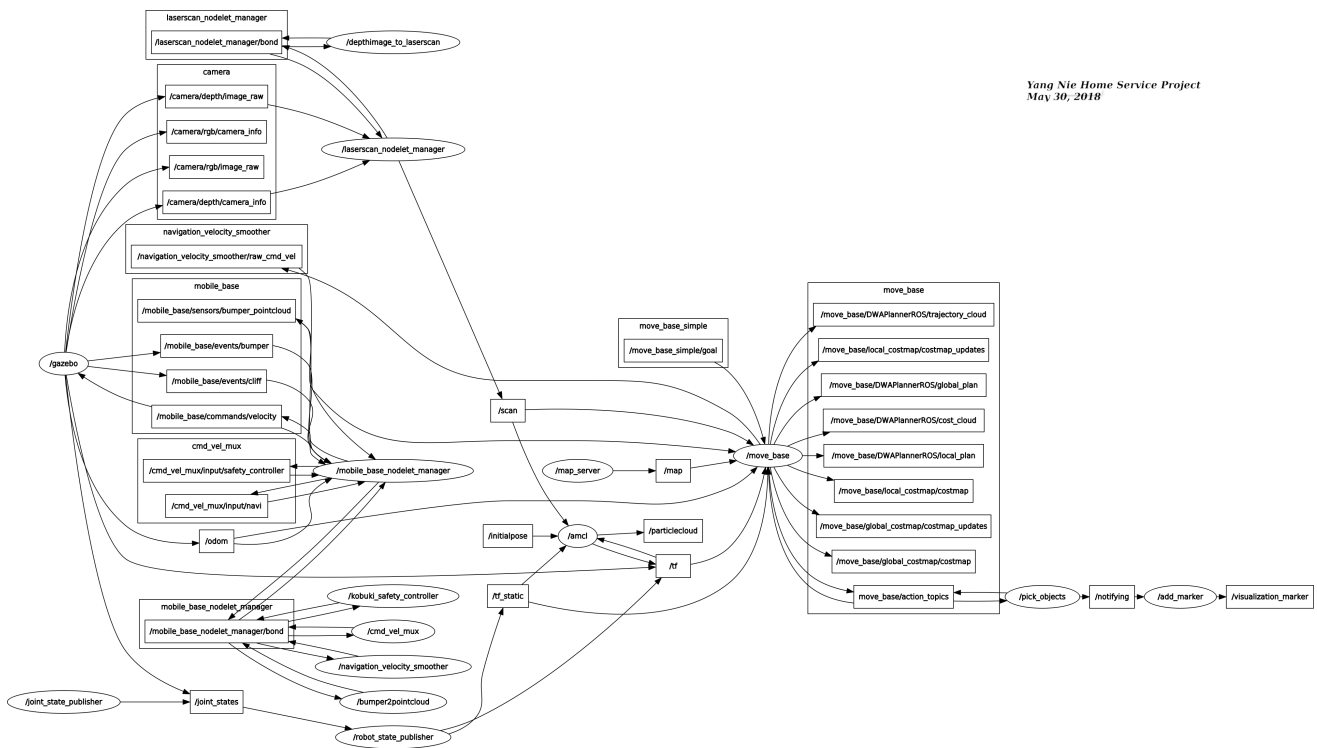 laserscan_nodelet_manager
/laserscan_nodelet_manager/bond
/depthimage_to_laserscan
camera
/camera/depth/image_raw
/camera/rgb/camera_info
/camera/rgb/image_raw
/camera/depth/camera_info
/laserscan_nodelet_manager
Yang Nie Home Service Project
May 30, 2018
navigation_velocity_smoother
/navigation_velocity_smoother/raw_cmd_vel
mobile_base
/mobile_base/sensors/bumper_pointcloud
/mobile_base/events/bumper
/mobile_base/events/cliff
/mobile_base/commands/velocity
/gazebo
cmd_vel_mux
/cmd_vel_mux/input/safety_controller
/cmd_vel_mux/input/navi
/mobile_base_nodelet_manager
/odom
mobile_base_nodelet_manager
/mobile_base_nodelet_manager/bond
/kobuki_safety_controller
/cmd_vel_mux
/navigation_velocity_smoother
/bumper2pointcloud
/joint_state_publisher
/joint_states
/robot_state_publisher
/scan
/map_server
/map
/initialpose
/amcl
/particlecloud
/tf
/tf_static
move_base_simple
/move_base_simple/goal
/move_base
move_base
/move_base/DWAPlannerROS/trajectory_cloud
/move_base/local_costmap/costmap_updates
/move_base/DWAPlannerROS/global_plan
/move_base/DWAPlannerROS/cost_cloud
/move_base/DWAPlannerROS/local_plan
/move_base/local_costmap/costmap
/move_base/global_costmap/costmap_updates
/move_base/global_costmap/costmap
move_base/action_topics
/pick_objects
/notifying
/add_marker
/visualization_marker